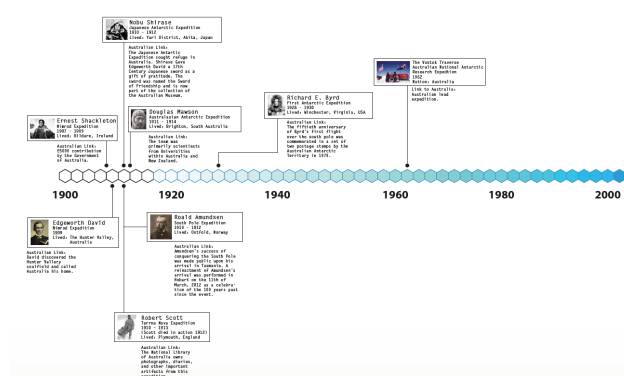 Nobu Shirase
Japanese Antarctic Expedition
1910 - 1912
Lived: Yuri District, Akita, Japan
Australian Link:
The Japanese Antartic
Expedition sought refuge in
Australia. Shirase Gave
Edgeworth David a 17th
Century Japanese sword as a
gift of gratitude. The
sword was named the Sword
of Friendship and is now
part of the collection of
the Australian Museum.
The Vostok Traverse
Australian National Antarctic
Research Expedition
1962
Nation: Australia
Link to Australia:
Australian lead
expedition.
Richard E. Byrd
First Antarctic Expedition
1928 - 1930
Lived: Winchester, Virginia, USA
Australian Link:
The fiftieth anniversary
of Byrd's first flight
over the south pole was
commemorated in a set of
two postage stamps by the
Australian Antarctic
Territory in 1979.
Douglas Mawson
Australasian Antarctic Expedition
1911 - 1914
Lived: Brighton, South Australia
Australian Link:
The team was
primarily scientists
from Universities
within Australia and
New Zealand.
Ernest Shackleton
Nimrod Expedition
1907 - 1909
Lived: Kildare, Ireland
Australian Link:
contribution
by the Government
of Australia.
1900
1920
1940
1960
1980
2000
Edgeworth David
Nimrod Expedition
1909
Lived: The Hunter Valley,
Australia
Australian Link:
David discovered the
Hunter Vallery
coalfield and called
Australia his home.
Roald Amundsen
South Pole Expedition
1910 - 1912
Lived: Ostfold, Norway
Australian Link:
Amundsen's success of
conquering the South Pole
was made public upon his
arrival in Tasmania. A
reinactment of Amundsen's
arrival was performed in
Hobart on the 11th of
March, 2012 as a celebra-
tion of the 100 years past
since the event.
Robert Scott
Terra Nova Expedition
1910 - 1913
(Scott died in action 1912)
Lived: Plymouth, England
Australian Link:
The National Library
of Australia owns
photographs, diaries,
and other important
artifacts from this